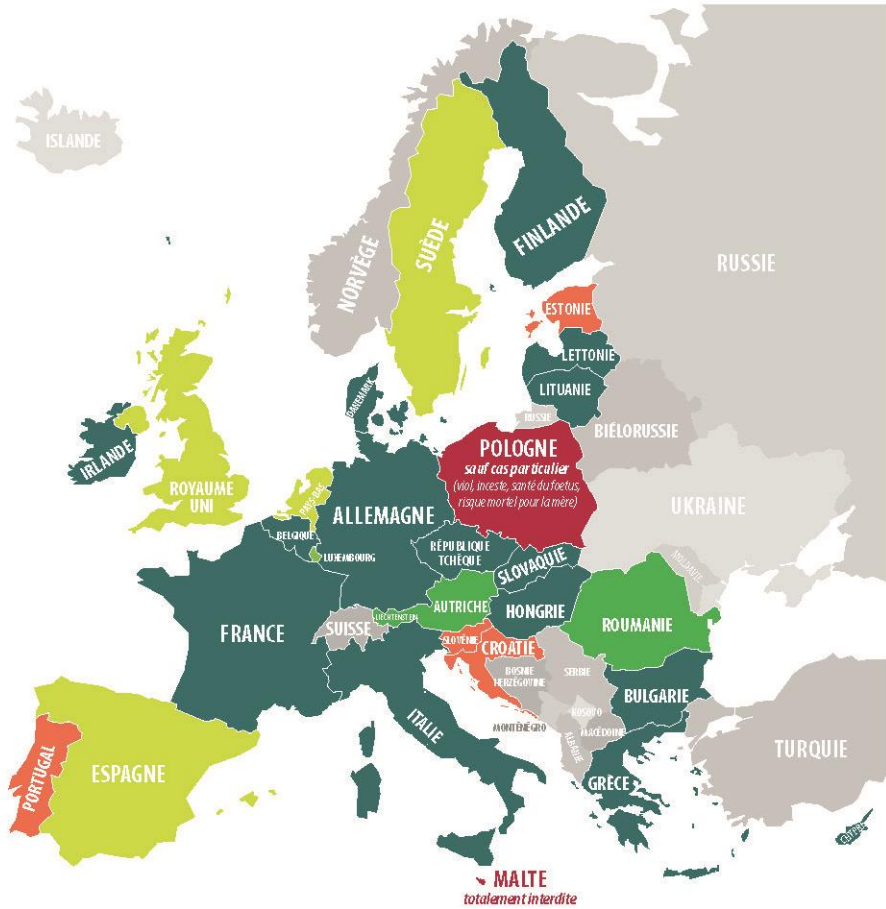 ISLANDE
NORVÈGE
SUÈDE
FINLANDE
RUSSIE
ESTONIE
LETTONIE
LITUANIE
RUSSIE
BIÉLORUSSIE
DANEMARK
IRLANDE
ROYAUME
UNI
PAYS-BAS
POLOGNE
sauf cas particulier
(viol, inceste, santé du foetus,
risque mortel pour la mère)
UKRAINE
ALLEMAGNE
BELGIQUE
LUXEMBOURG
RÉPUBLIQUE
TCHÈQUE
SLOVAQUIE
MOLDAVIE
FRANCE
SUISSE
LIECHTENSTEIN
AUTRICHE
HONGRIE
ROUMANIE
SLOVÉNIE
CROATIE
BOSNIE
HERZÉGOVINE
SERBIE
BULGARIE
ITALIE
MONTÉNÉGRO
KOSOVO
MACÉDOINE
ALBANIE
GRÈCE
TURQUIE
PORTUGAL
ESPAGNE
CHYPRE
MALTE
totalement interdite